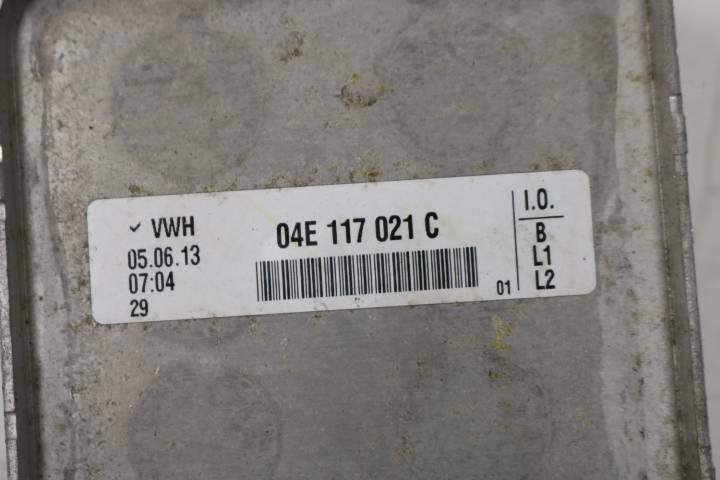 ✓ VWH
05.06.13
07:04
29
04E 117 021 C
01
I.O.
B
L1
L2